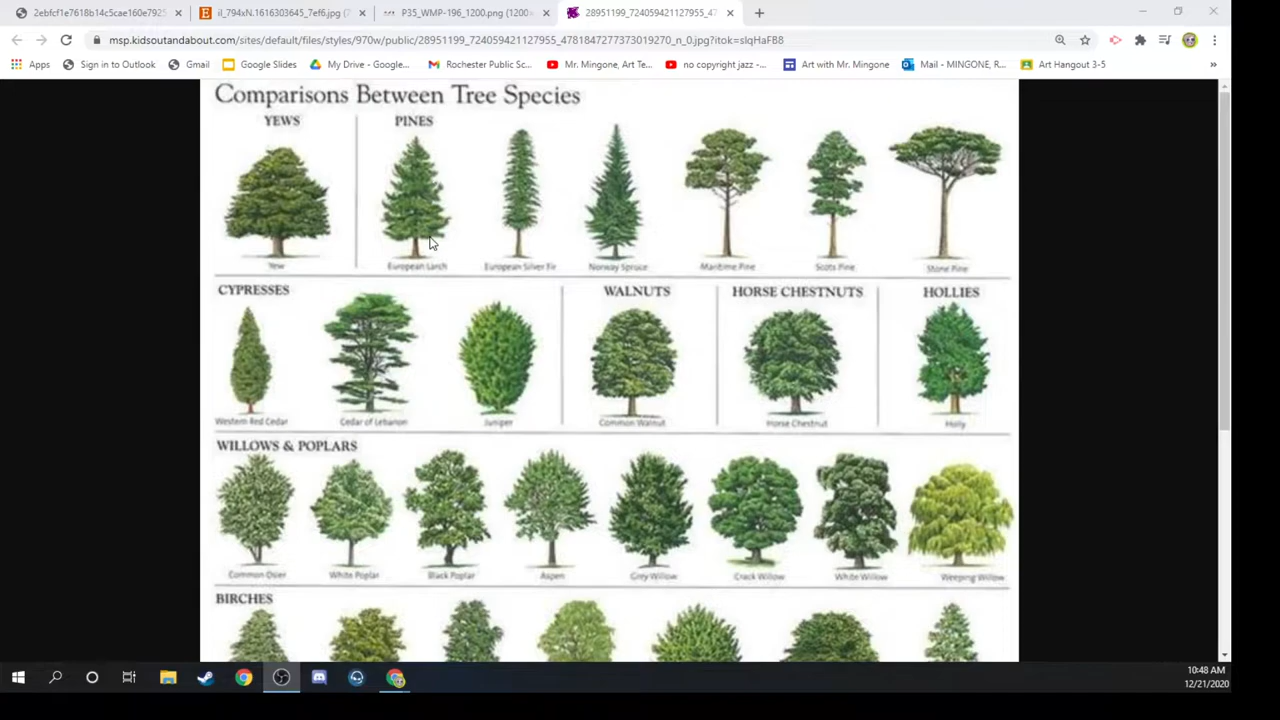 2ebfcf1e7618b14c5cae160e7925
il_794xN.1616303645_7ef6.jpg (
P35_WMP-196_1200.png (1200×
28951199_724059421127955_47
msp.kidsoutandabout.com/sites/default/files/styles/970w/public/28951199_724059421127955_4781847277373019270_n_0.jpg?itok=slqHaFB8
Apps Sign in to Outlook Gmail Google Slides My Drive - Google... Rochester Public Sc... Mr. Mingone, Art Te... no copyright jazz -... Art with Mr. Mingone Mail - MINGONE, R... Art Hangout 3-5 »
Comparisons Between Tree Species
YEWS PINES
Yew European Larch European Silver Fir Norway Spruce Maritime Pine Scots Pine Stone Pine
CYPRESSES WALNUTS HORSE CHESTNUTS HOLLIES
Western Red Cedar Cedar of Lebanon Juniper Common Walnut Horse Chestnut Holly
WILLOWS & POPLARS
Common Osier White Poplar Black Poplar Aspen Grey Willow Crack Willow White Willow Weeping Willow
BIRCHES
10:48 AM
12/21/2020